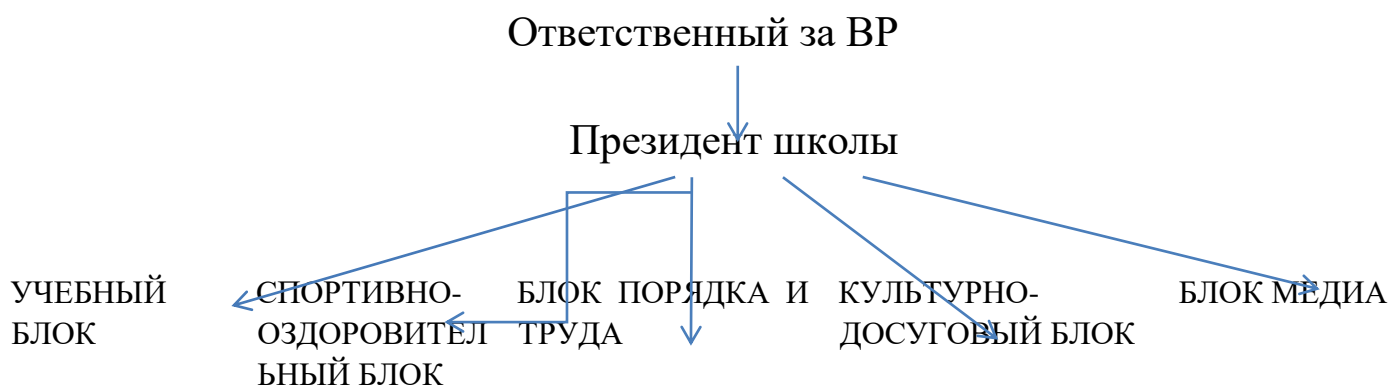 Ответственный за ВР
Президент школы
УЧЕБНЫЙ
БЛОК
СПОРТИВНО-
ОЗДОРОВИТЕЛ
ЬНЫЙ БЛОК
БЛОК ПОРЯДКА И
ТРУДА
КУЛЬТУРНО-
ДОСУГОВЫЙ БЛОК
БЛОК МЕДИА